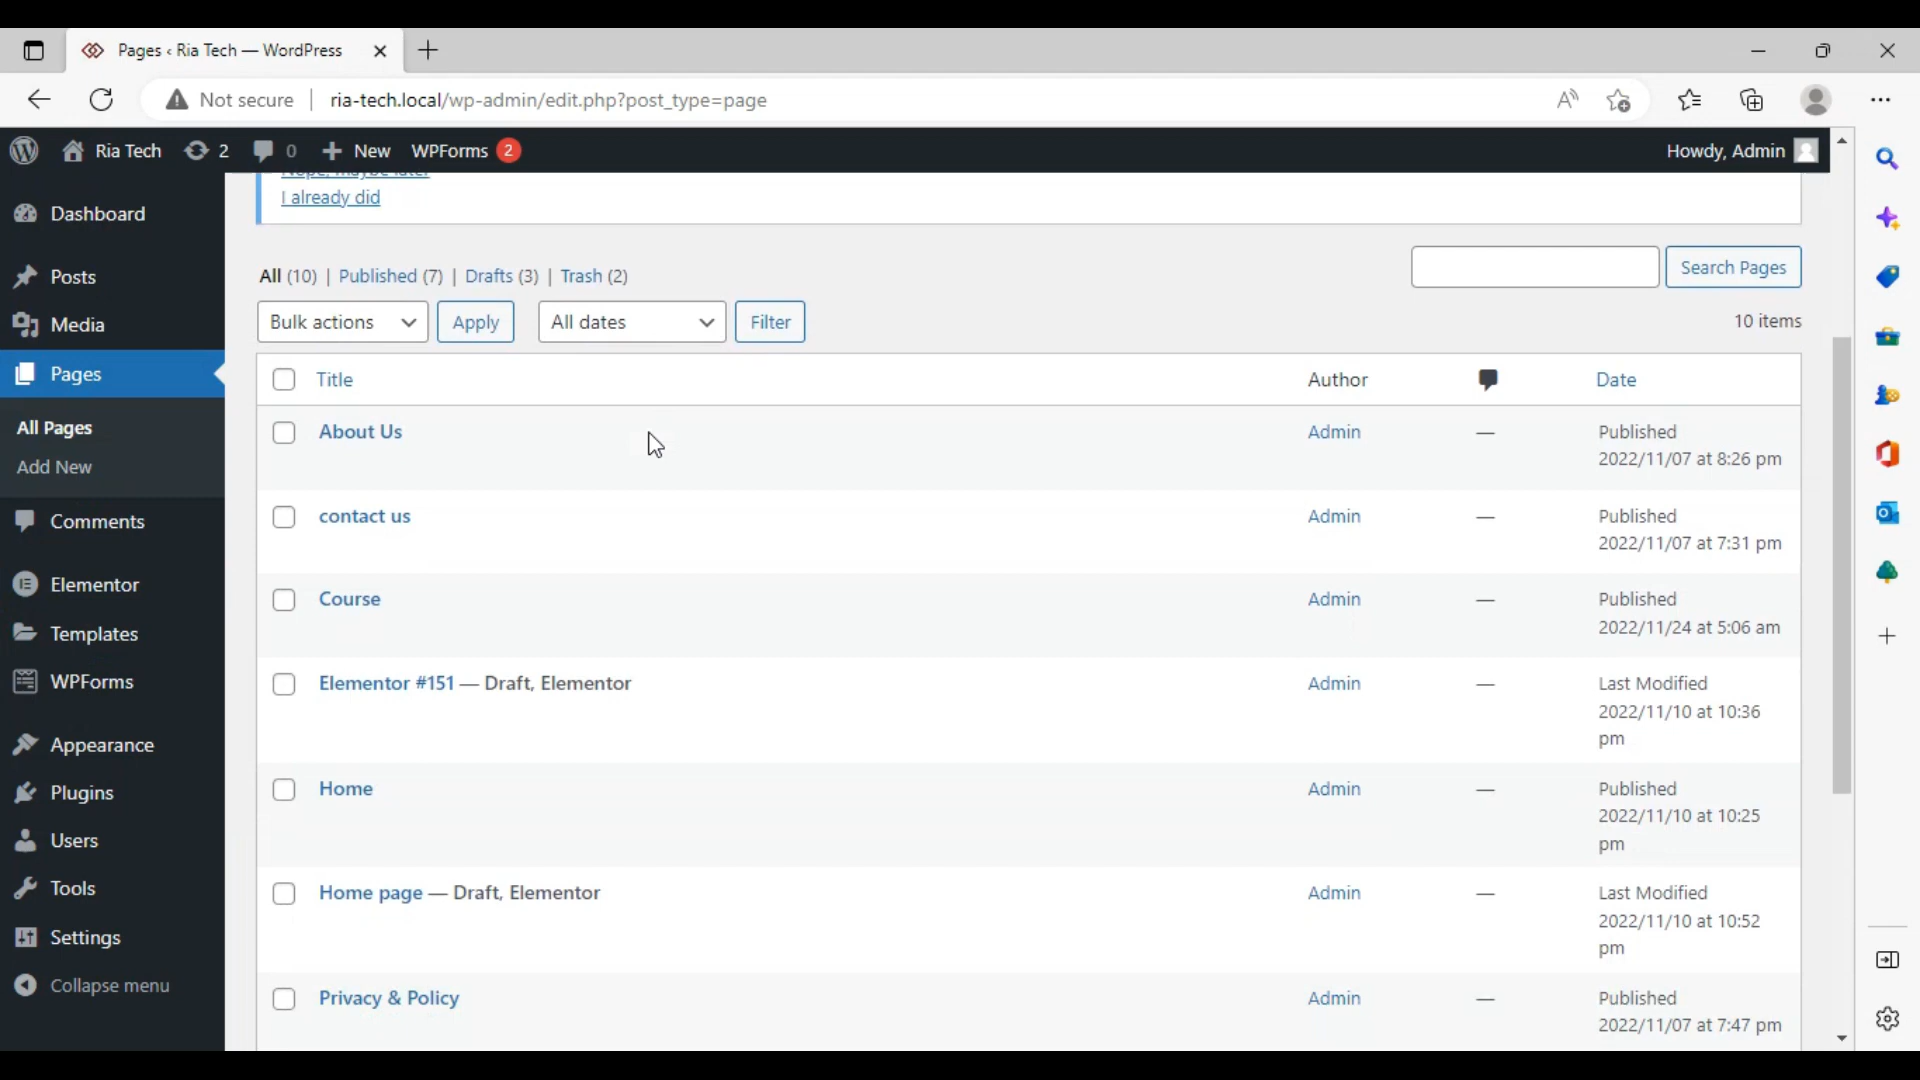 Pages ‹ Ria Tech — WordPress
Not secure
ria-tech.local/wp-admin/edit.php?post_type=page
Ria Tech
2
0
New
WPForms 2
Howdy, Admin
Dashboard
Posts
Media
Pages
All Pages
Add New
Comments
Elementor
Templates
WPForms
Appearance
Plugins
Users
Tools
Settings
Collapse menu
Nope, maybe later
I already did
All (10) | Published (7) | Drafts (3) | Trash (2)
Search Pages
Bulk actions
Apply
All dates
Filter
10 items
Title
Author
Date
About Us
Admin
—
Published
2022/11/07 at 8:26 pm
contact us
Admin
—
Published
2022/11/07 at 7:31 pm
Course
Admin
—
Published
2022/11/24 at 5:06 am
Elementor #151 — Draft, Elementor
Admin
—
Last Modified
2022/11/10 at 10:36
pm
Home
Admin
—
Published
2022/11/10 at 10:25
pm
Home page — Draft, Elementor
Admin
—
Last Modified
2022/11/10 at 10:52
pm
Privacy & Policy
Admin
—
Published
2022/11/07 at 7:47 pm